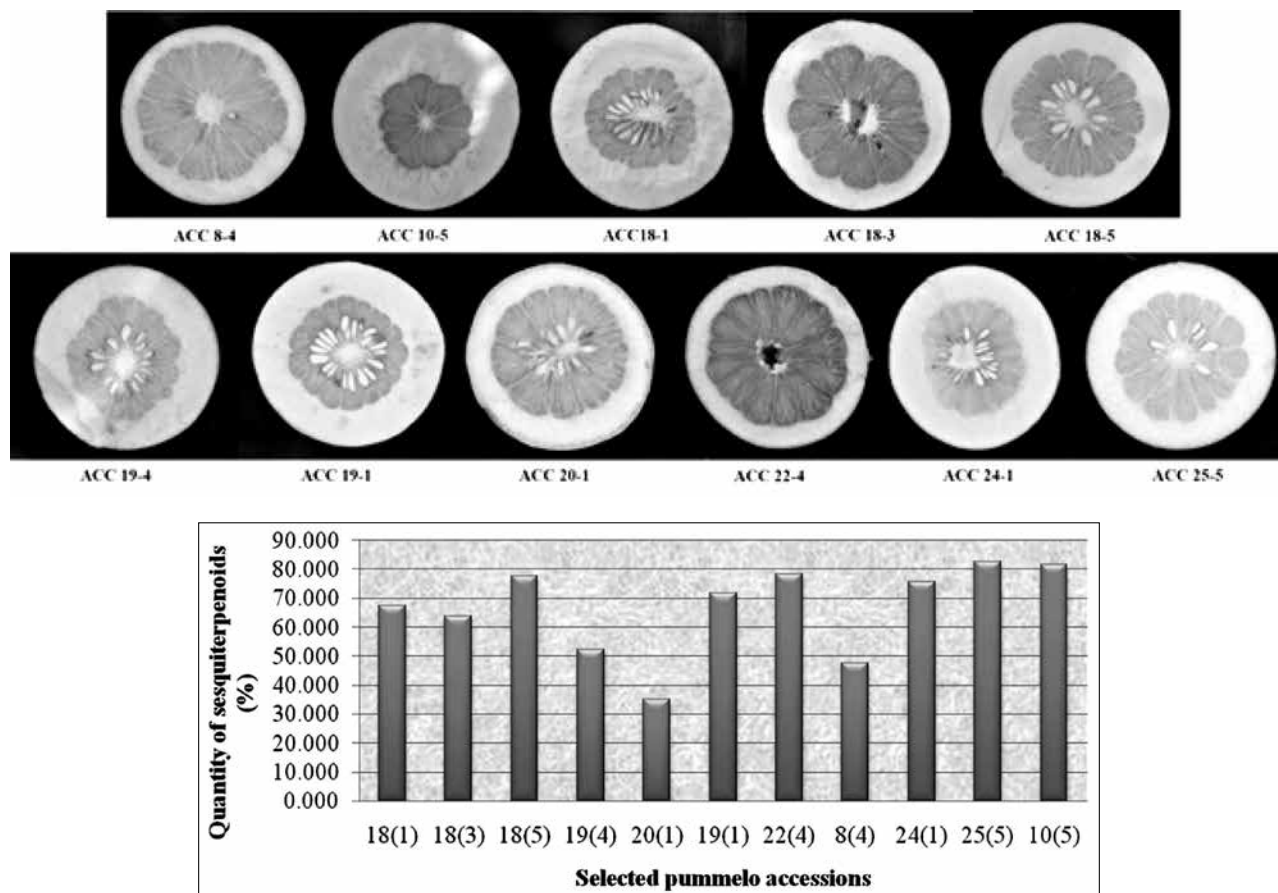 ACC 8-4 ACC 10-5 ACC18-1 ACC 18-3 ACC 18-5
ACC 19-4 ACC 19-1 ACC 20-1 ACC 22-4 ACC 24-1 ACC 25-5
Quantity of sesquiterpenoids
(%)
90.000
80.000
70.000
60.000
50.000
40.000
30.000
20.000
10.000
0.000
18(1) 18(3) 18(5) 19(4) 20(1) 19(1) 22(4) 8(4) 24(1) 25(5) 10(5)
Selected pummelo accessions